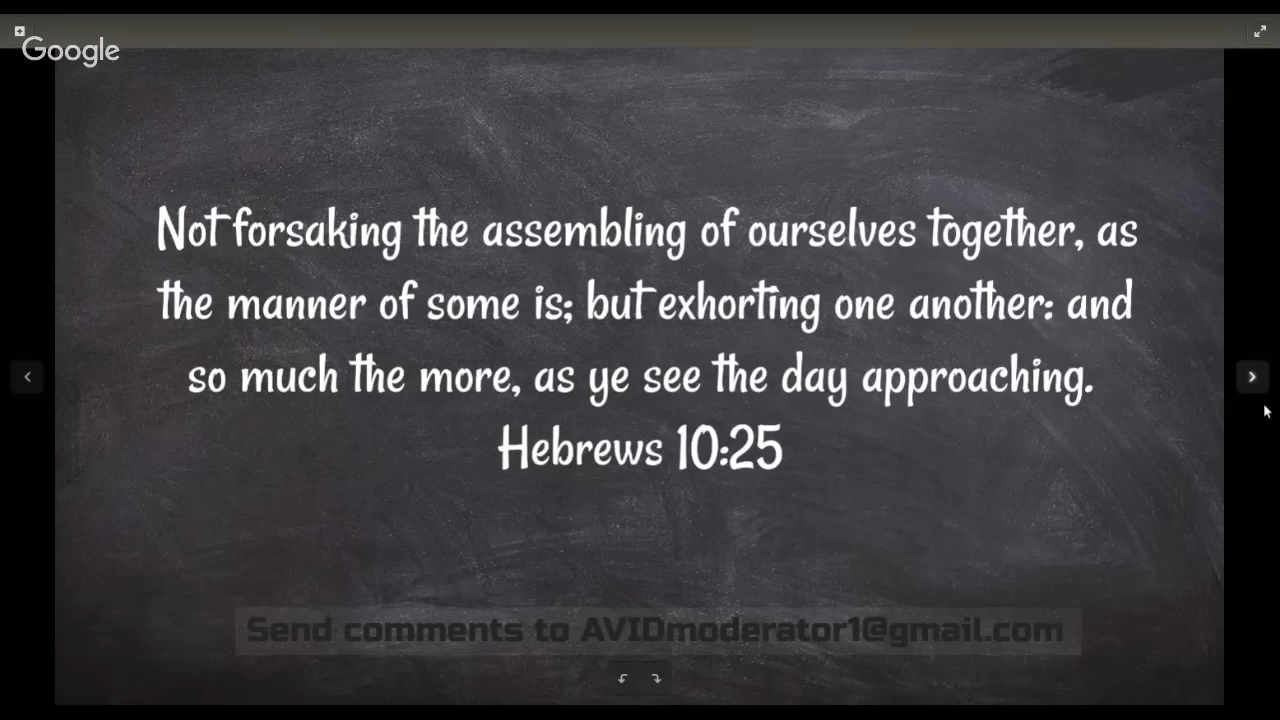 Google
Not forsaking the assembling of ourselves together, as
the manner of some is; but exhorting one another: and
so much the more, as ye see the day approaching.
Hebrews 10:25
Send comments to AVIDmoderator1@gmail.com